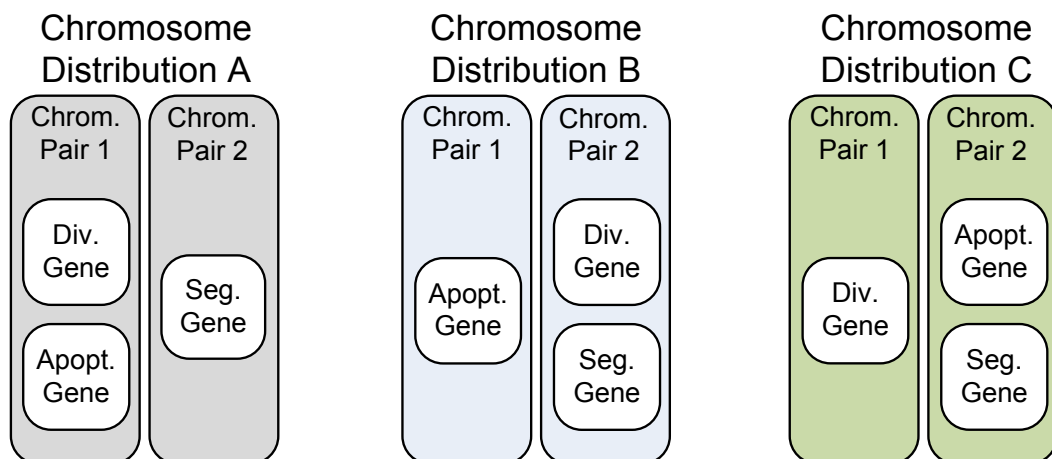 Chromosome
Distribution A
Chrom.
Pair 1
Chrom.
Pair 2
Div.
Gene
Apopt.
Gene
Seg.
Gene
Chromosome
Distribution B
Chrom.
Pair 1
Chrom.
Pair 2
Apopt.
Gene
Div.
Gene
Seg.
Gene
Chromosome
Distribution C
Chrom.
Pair 1
Chrom.
Pair 2
Div.
Gene
Apopt.
Gene
Seg.
Gene